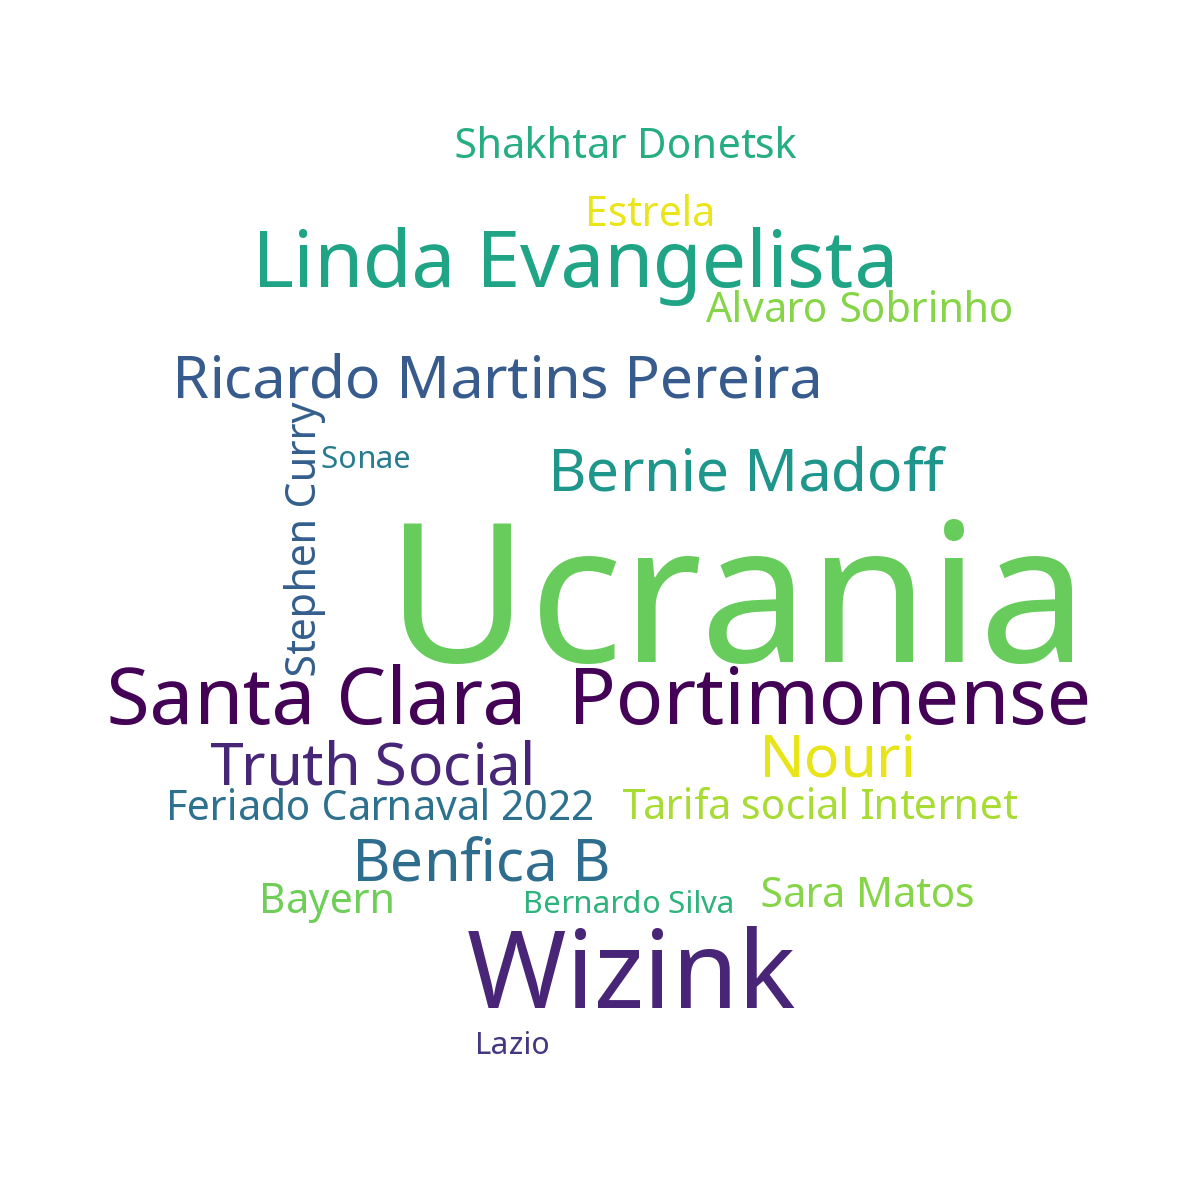 Shakhtar Donetsk
Estrela
Linda Evangelista
Alvaro Sobrinho
Ricardo Martins Pereira
Stephen Curry
Sonae
Bernie Madoff
Ucrania
Santa Clara
Portimonense
Truth Social
Nouri
Feriado Carnaval 2022
Tarifa social Internet
Benfica B
Bayern
Bernardo Silva
Sara Matos
Wizink
Lazio